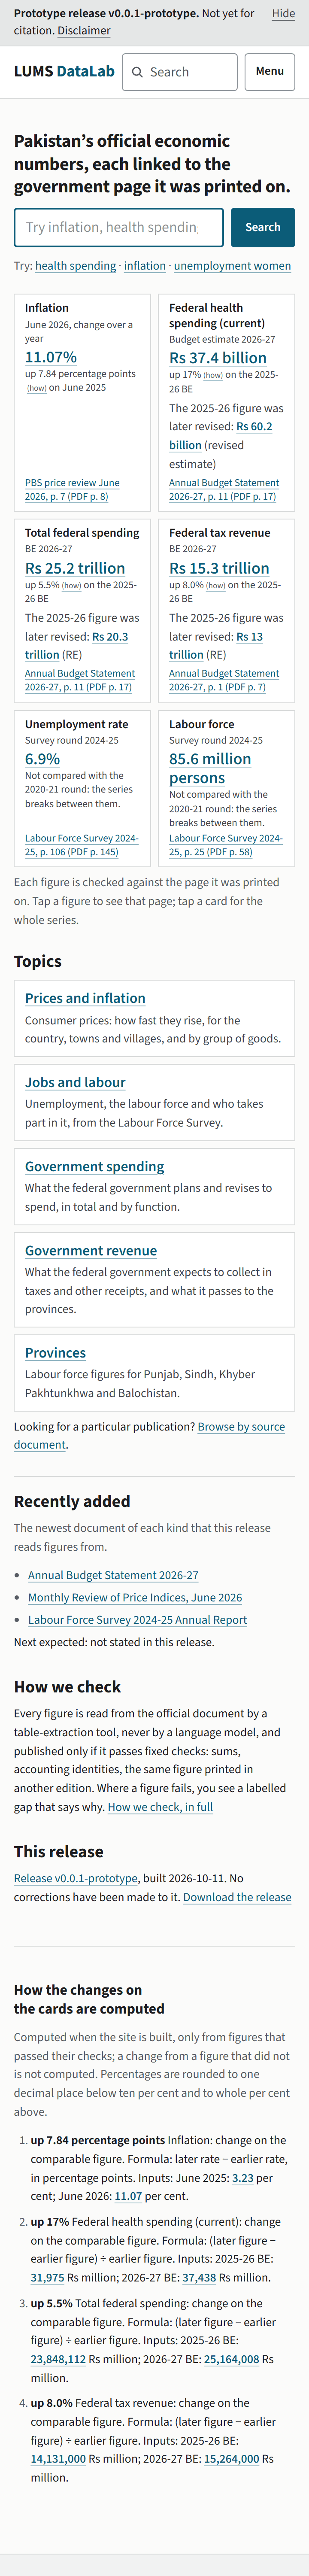 Prototype release v0.0.1-prototype. Not yet for
citation. Disclaimer
Hide
LUMS DataLab
Search
Menu
Pakistan’s official economic
numbers, each linked to the
government page it was printed on.
Try inflation, health spending
Search
Try: health spending · inflation · unemployment women
Inflation
June 2026, change over a
year
11.07%
up 7.84 percentage points
(how) on June 2025
PBS price review June
2026, p. 7 (PDF p. 8)
Federal health
spending (current)
Budget estimate 2026-27
Rs 37.4 billion
up 17% (how) on the 2025-
26 BE
The 2025-26 figure was
later revised: Rs 60.2
billion (revised
estimate)
Annual Budget Statement
2026-27, p. 11 (PDF p. 17)
Total federal spending
BE 2026-27
Rs 25.2 trillion
up 5.5% (how) on the 2025-
26 BE
The 2025-26 figure was
later revised: Rs 20.3
trillion (RE)
Annual Budget Statement
2026-27, p. 11 (PDF p. 17)
Federal tax revenue
BE 2026-27
Rs 15.3 trillion
up 8.0% (how) on the 2025-
26 BE
The 2025-26 figure was
later revised: Rs 13
trillion (RE)
Annual Budget Statement
2026-27, p. 1 (PDF p. 7)
Unemployment rate
Survey round 2024-25
6.9%
Not compared with the
2020-21 round: the series
breaks between them.
Labour Force Survey 2024-
25, p. 106 (PDF p. 145)
Labour force
Survey round 2024-25
85.6 million
persons
Not compared with the
2020-21 round: the series
breaks between them.
Labour Force Survey 2024-
25, p. 25 (PDF p. 58)
Each figure is checked against the page it was printed
on. Tap a figure to see that page; tap a card for the
whole series.
Topics
Prices and inflation
Consumer prices: how fast they rise, for the
country, towns and villages, and by group of goods.
Jobs and labour
Unemployment, the labour force and who takes
part in it, from the Labour Force Survey.
Government spending
What the federal government plans and revises to
spend, in total and by function.
Government revenue
What the federal government expects to collect in
taxes and other receipts, and what it passes to the
provinces.
Provinces
Labour force figures for Punjab, Sindh, Khyber
Pakhtunkhwa and Balochistan.
Looking for a particular publication? Browse by source
document.
Recently added
The newest document of each kind that this release
reads figures from.
• Annual Budget Statement 2026-27
• Monthly Review of Price Indices, June 2026
• Labour Force Survey 2024-25 Annual Report
Next expected: not stated in this release.
How we check
Every figure is read from the official document by a
table-extraction tool, never by a language model, and
published only if it passes fixed checks: sums,
accounting identities, the same figure printed in
another edition. Where a figure fails, you see a labelled
gap that says why. How we check, in full
This release
Release v0.0.1-prototype, built 2026-10-11. No
corrections have been made to it. Download the release
How the changes on
the cards are computed
Computed when the site is built, only from figures that
passed their checks; a change from a figure that did not
is not computed. Percentages are rounded to one
decimal place below ten per cent and to whole per cent
above.
1. up 7.84 percentage points Inflation: change on the
comparable figure. Formula: later rate − earlier rate,
in percentage points. Inputs: June 2025: 3.23 per
cent; June 2026: 11.07 per cent.
2. up 17% Federal health spending (current): change
on the comparable figure. Formula: (later figure −
earlier figure) ÷ earlier figure. Inputs: 2025-26 BE:
31,975 Rs million; 2026-27 BE: 37,438 Rs million.
3. up 5.5% Total federal spending: change on the
comparable figure. Formula: (later figure − earlier
figure) ÷ earlier figure. Inputs: 2025-26 BE:
23,848,112 Rs million; 2026-27 BE: 25,164,008 Rs
million.
4. up 8.0% Federal tax revenue: change on the
comparable figure. Formula: (later figure − earlier
figure) ÷ earlier figure. Inputs: 2025-26 BE:
14,131,000 Rs million; 2026-27 BE: 15,264,000 Rs
million.